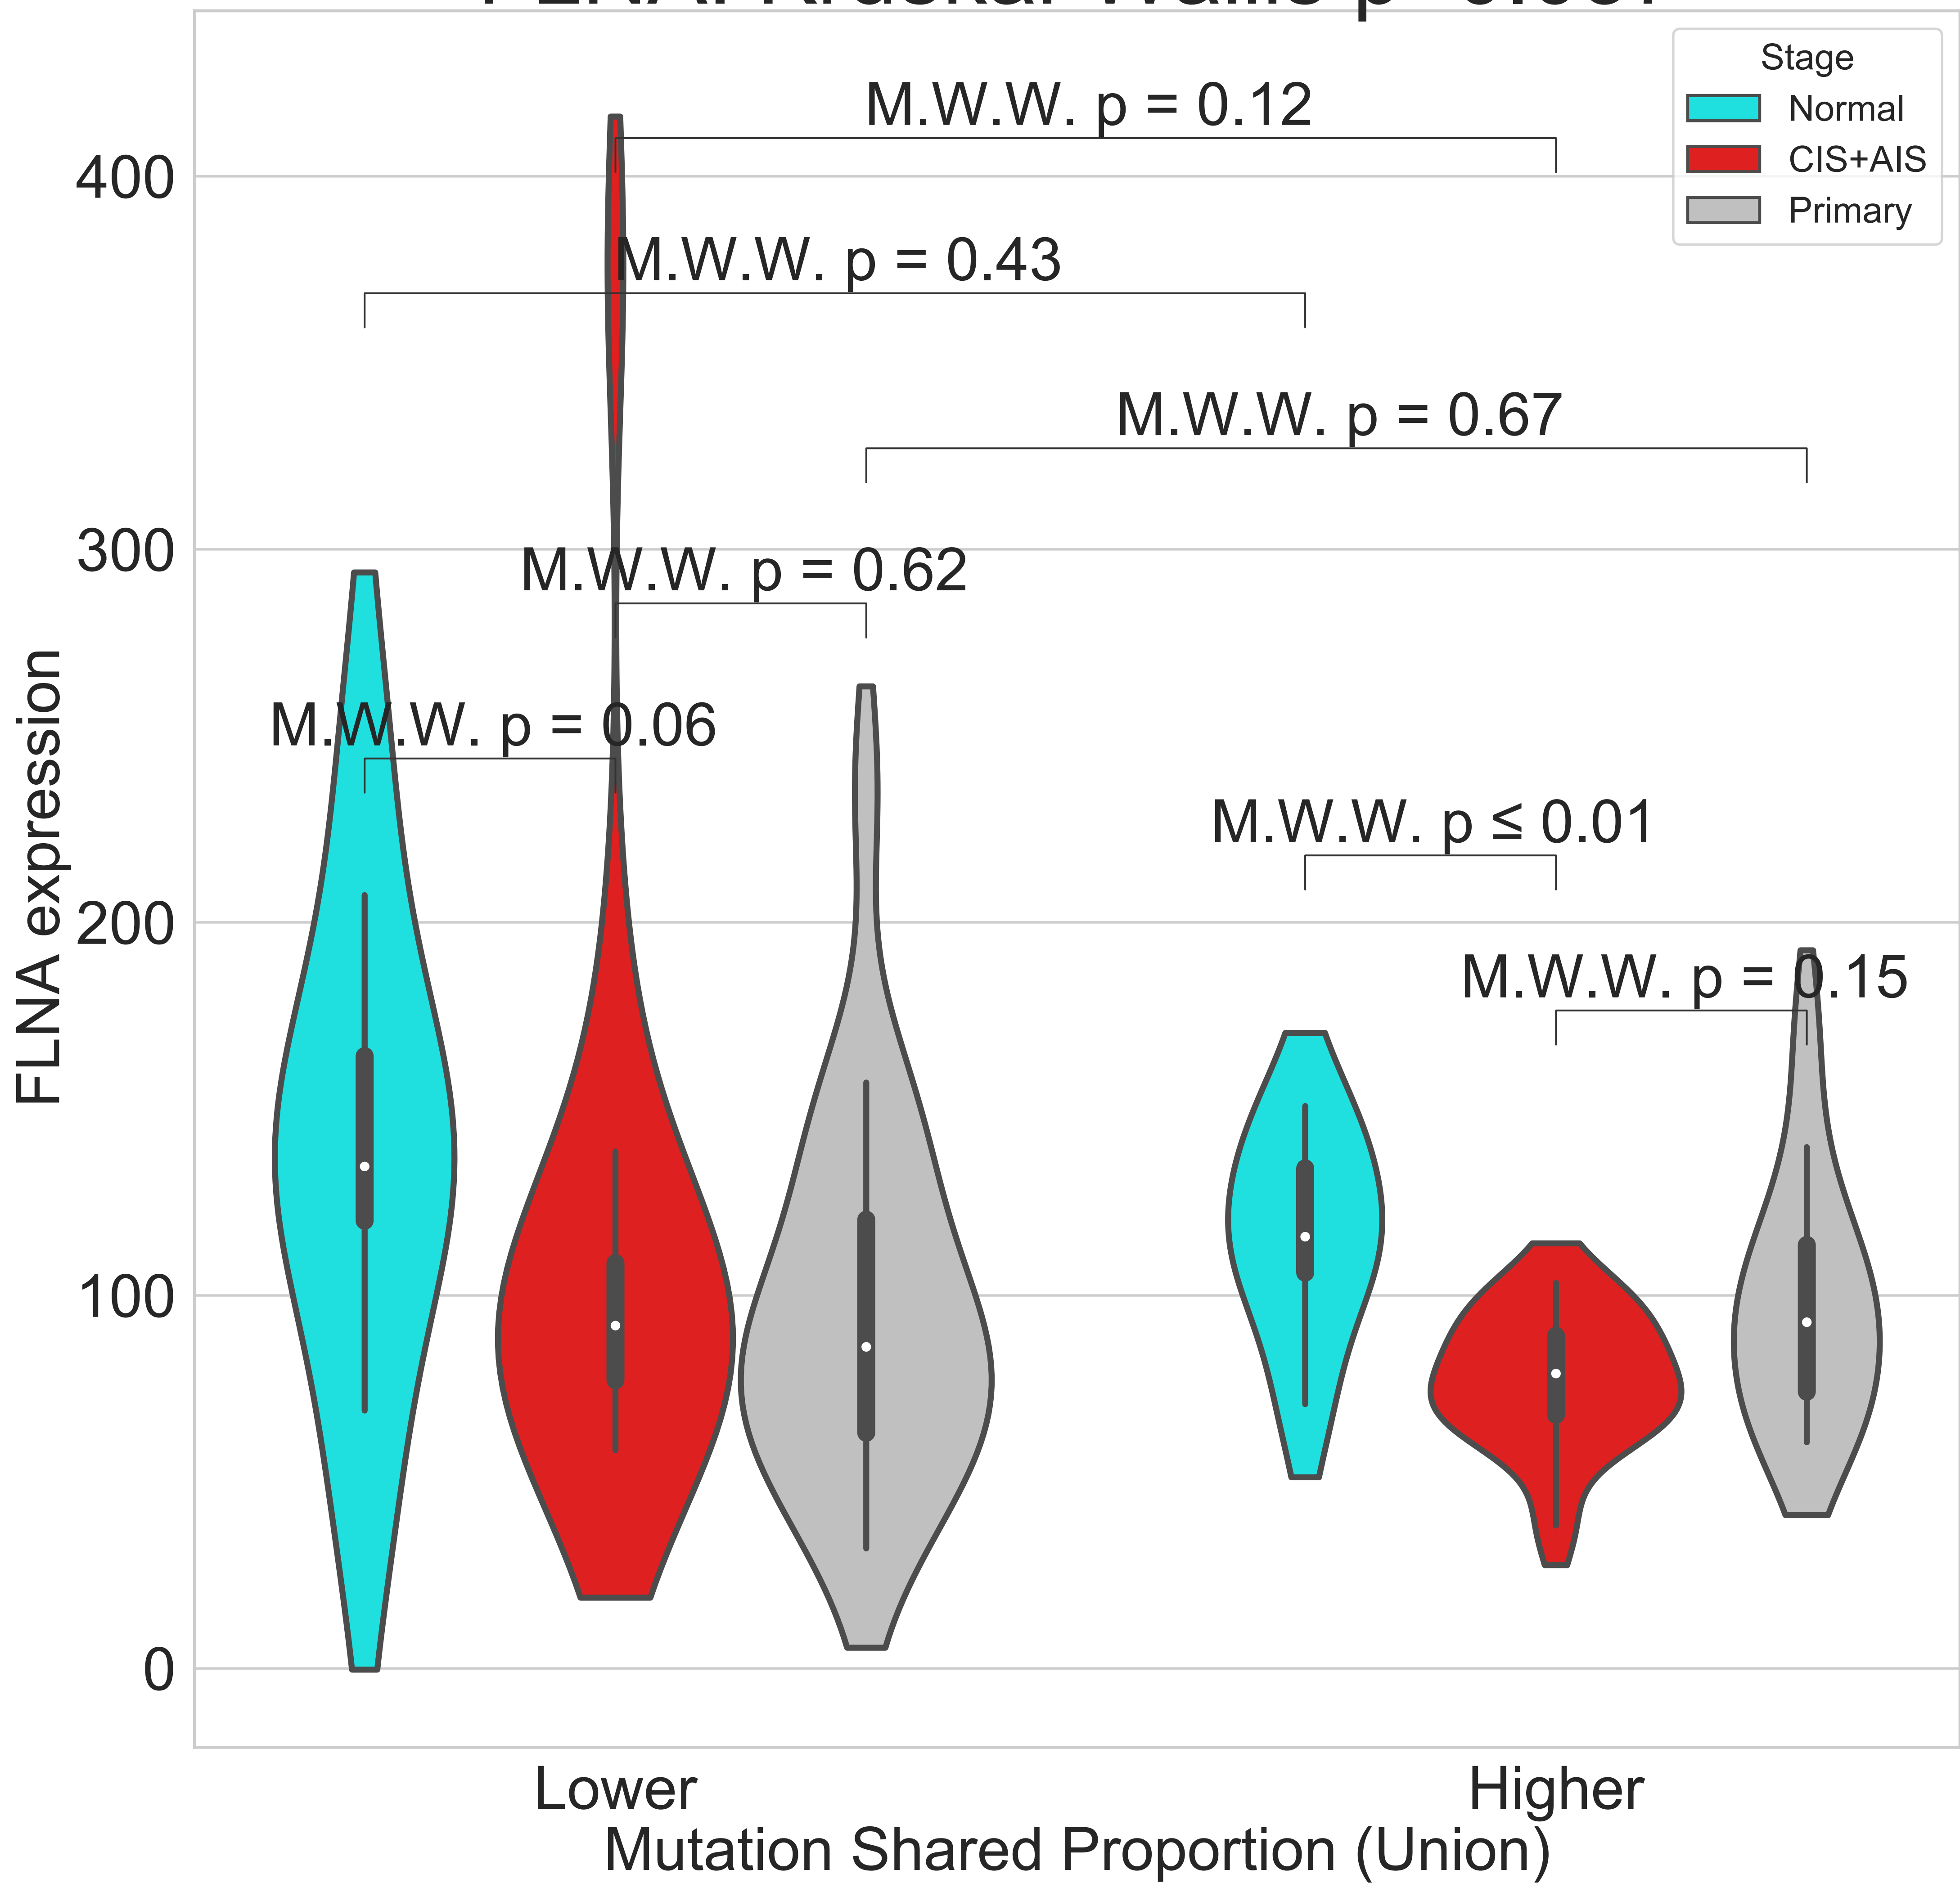 Stage
Normal
CIS+AIS
Primary
M.W.W. p = 0.12
M.W.W. p = 0.43
M.W.W. p = 0.67
M.W.W. p = 0.62
M.W.W. p = 0.06
M.W.W. p ≤ 0.01
M.W.W. p = 0.15
400
300
200
100
0
FLNA expression
Lower
Higher
Mutation Shared Proportion (Union)